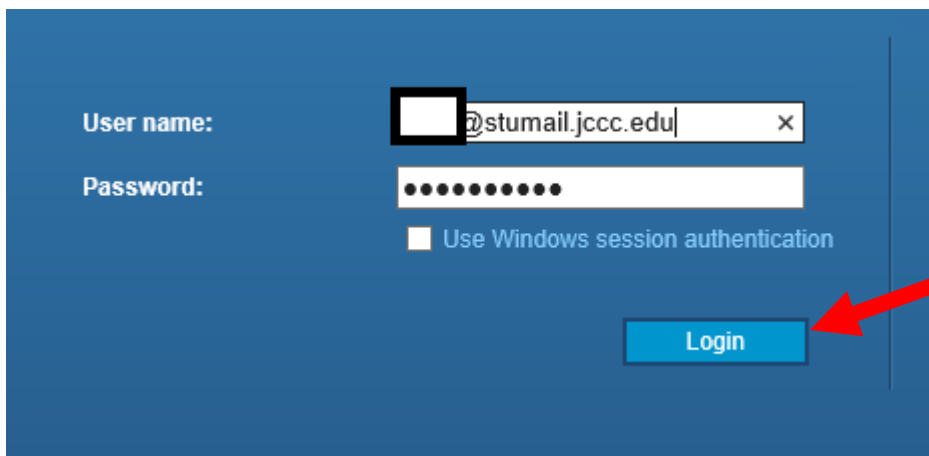 User name:
@stumail.jccc.edu
Password:
Use Windows session authentication
Login